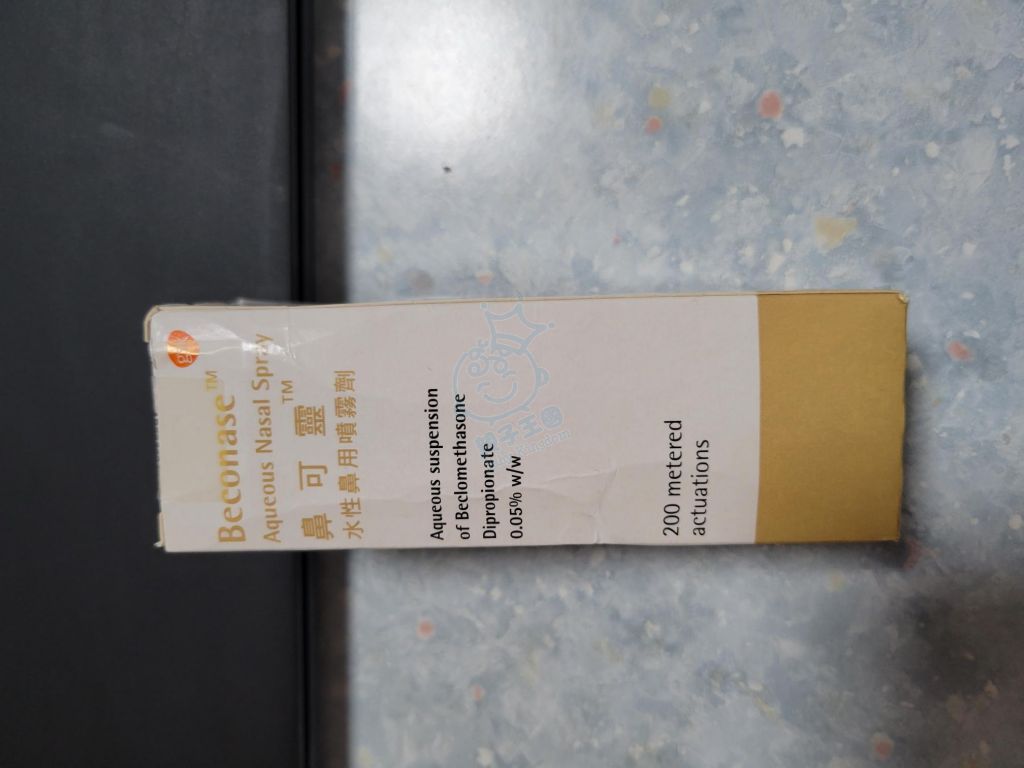 gsk
Beconase™
Aqueous Nasal Spray
鼻可靈™
水性鼻用噴霧劑
Aqueous suspension
of Beclomethasone
Dipropionate
0.05% w/w
200 metered
actuations